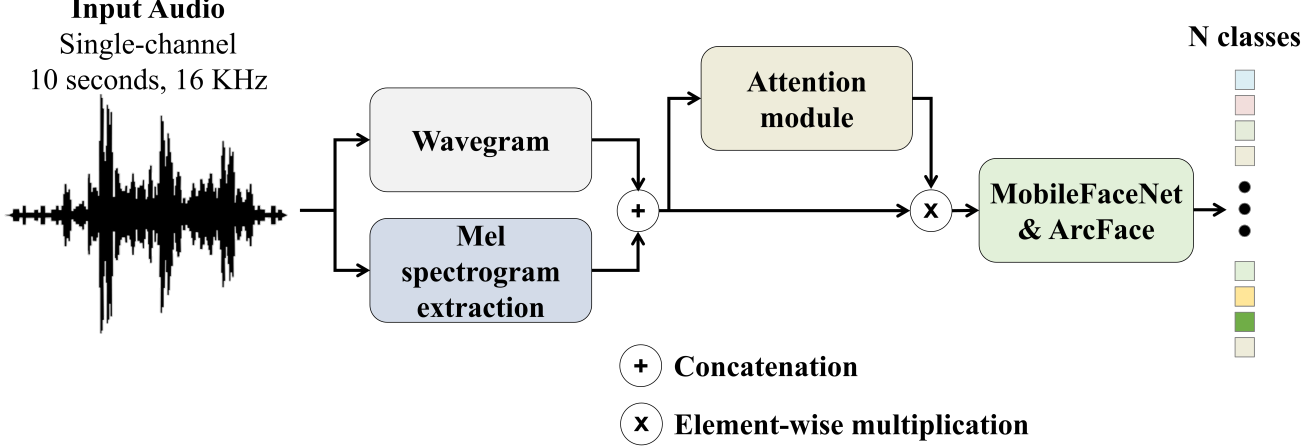 Input Audio
Single-channel
10 seconds, 16 KHz
Wavegram
Mel
spectrogram
extraction
+
Attention
module
x
MobileFaceNet
& ArcFace
N classes
+ Concatenation
x Element-wise multiplication